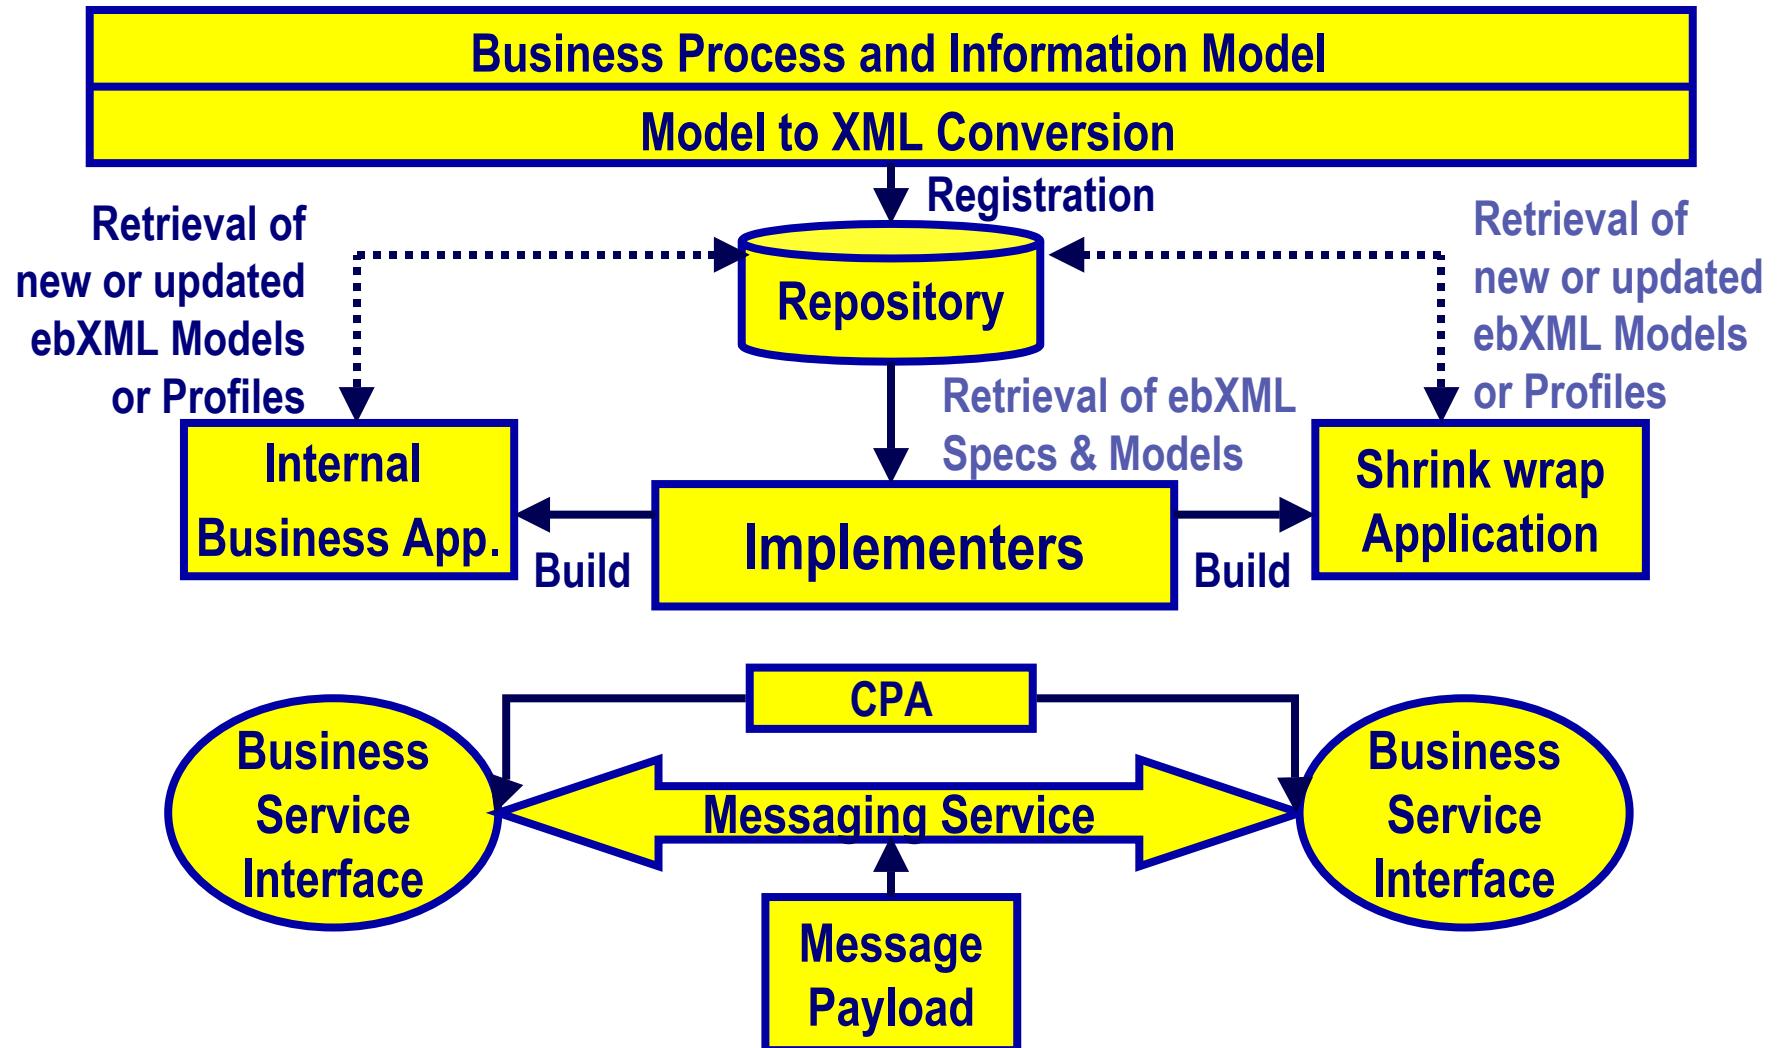 Business Process and Information Model
Model to XML Conversion
Registration
Retrieval of
new or updated
ebXML Models
or Profiles
Repository
Retrieval of
new or updated
ebXML Models
or Profiles
Retrieval of ebXML
Specs & Models
Internal
Business App.
Build
Implementers
Build
Shrink wrap
Application
CPA
Business
Service
Interface
Messaging Service
Business
Service
Interface
Message
Payload